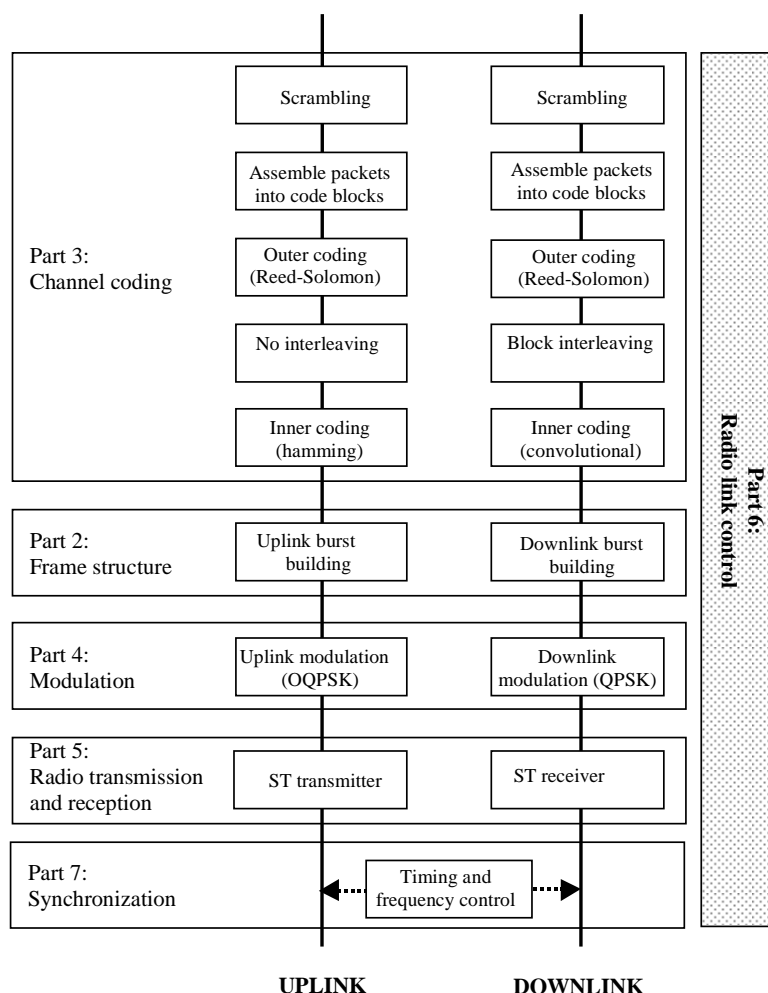 Scrambling
Scrambling
Assemble packets
into code blocks
Assemble packets
into code blocks
Part 3:
Channel coding
Outer coding
(Reed-Solomon)
Outer coding
(Reed-Solomon)
No interleaving
Block interleaving
Inner coding
(hamming)
Inner coding
(convolutional)
Part 2:
Frame structure
Uplink burst
building
Downlink burst
building
Part 4:
Modulation
Uplink modulation
(OQPSK)
Downlink
modulation (QPSK)
Part 5:
Radio transmission
and reception
ST transmitter
ST receiver
Part 7:
Synchronization
Timing and
frequency control
Part 6:
Radio link control
UPLINK
DOWNLINK